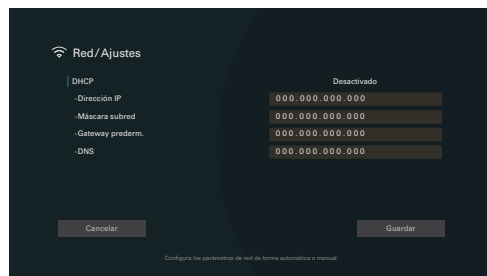 Red/Ajustes
DHCP Desactivado
-Dirección IP 000.000.000.000
-Máscara subred 000.000.000.000
-Gateway prederm. 000.000.000.000
-DNS 000.000.000.000
Cancelar Guardar
Configure los parámetros de red de forma automática o manual.